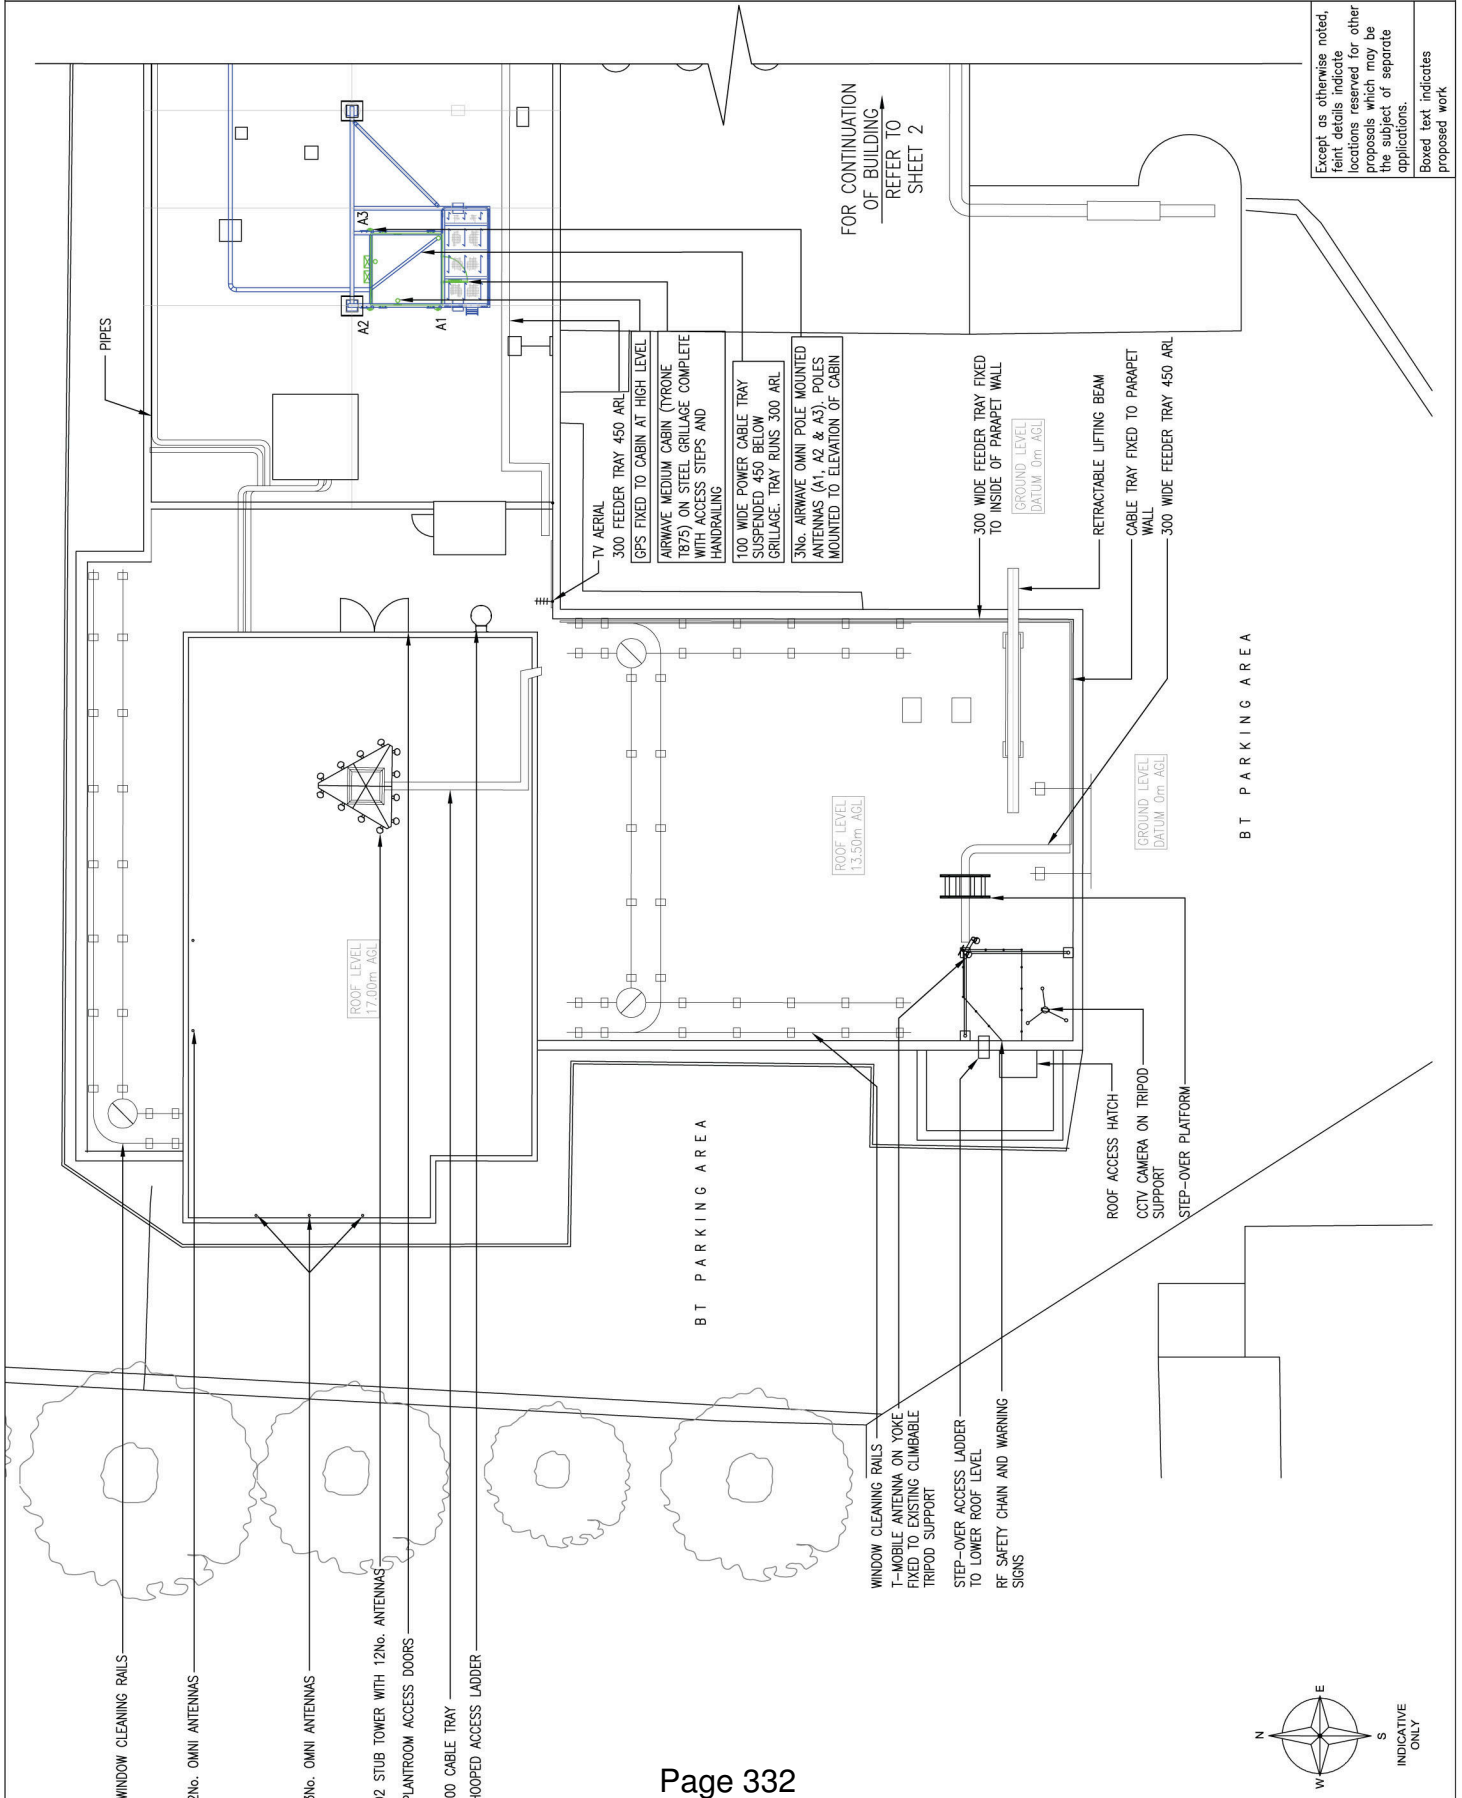 Except as otherwise noted,
feint details indicate
locations reserved for other
proposals which may be
the subject of separate
applications.
Boxed text indicates
proposed work
FOR CONTINUATION
OF BUILDING
REFER TO
SHEET 2
PIPES
A3
A2
A1
TV AERIAL
300 FEEDER TRAY 450 ARL
GPS FIXED TO CABIN AT HIGH LEVEL
AIRWAVE MEDIUM CABIN (TYRONE
T875) ON STEEL GRILLAGE COMPLETE
WITH ACCESS STEPS AND
HANDRAILING
100 WIDE POWER CABLE TRAY
SUSPENDED 450 BELOW
GRILLAGE. TRAY RUNS 300 ARL
3No. AIRWAVE OMNI POLE MOUNTED
ANTENNAS (A1, A2 & A3). POLES
MOUNTED TO ELEVATION OF CABIN
300 WIDE FEEDER TRAY FIXED
TO INSIDE OF PARAPET WALL
GROUND LEVEL
DATUM 0m AGL
RETRACTABLE LIFTING BEAM
CABLE TRAY FIXED TO PARAPET
WALL
300 WIDE FEEDER TRAY 450 ARL
BT PARKING AREA
GROUND LEVEL
DATUM 0m AGL
ROOF LEVEL
13.50m AGL
ROOF LEVEL
17.00m AGL
BT PARKING AREA
ROOF ACCESS HATCH
CCTV CAMERA ON TRIPOD
SUPPORT
STEP-OVER PLATFORM
WINDOW CLEANING RAILS
T-MOBILE ANTENNA ON YOKE
FIXED TO EXISTING CLIMBABLE
TRIPOD SUPPORT
STEP-OVER ACCESS LADDER
TO LOWER ROOF LEVEL
RF SAFETY CHAIN AND WARNING
SIGNS
WINDOW CLEANING RAILS
2No. OMNI ANTENNAS
No. OMNI ANTENNAS
STUB TOWER WITH 12No. ANTENNAS
PLANTROOM ACCESS DOORS
CABLE TRAY
HOOPED ACCESS LADDER
N
E
S
W
INDICATIVE
ONLY
Page 332